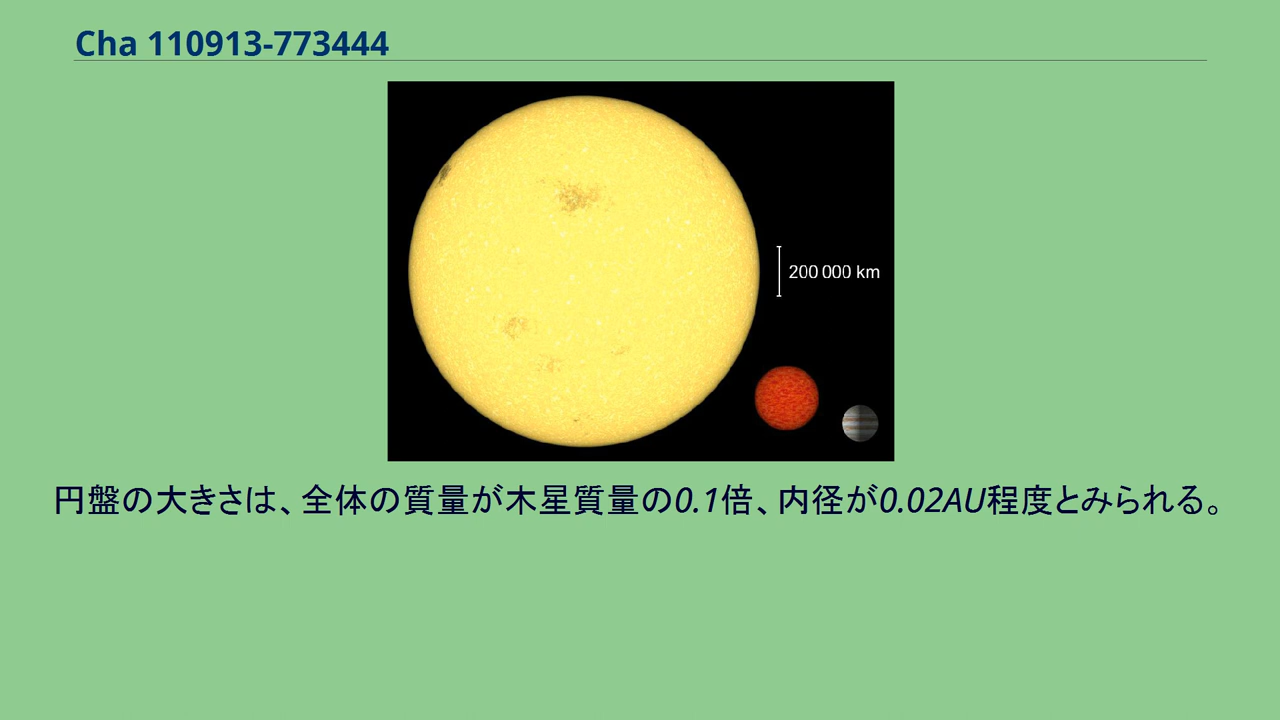 Cha 110913-773444
200 000 km
円盤の大きさは、全体の質量が木星質量の0.1倍、内径が0.02AU程度とみられる。